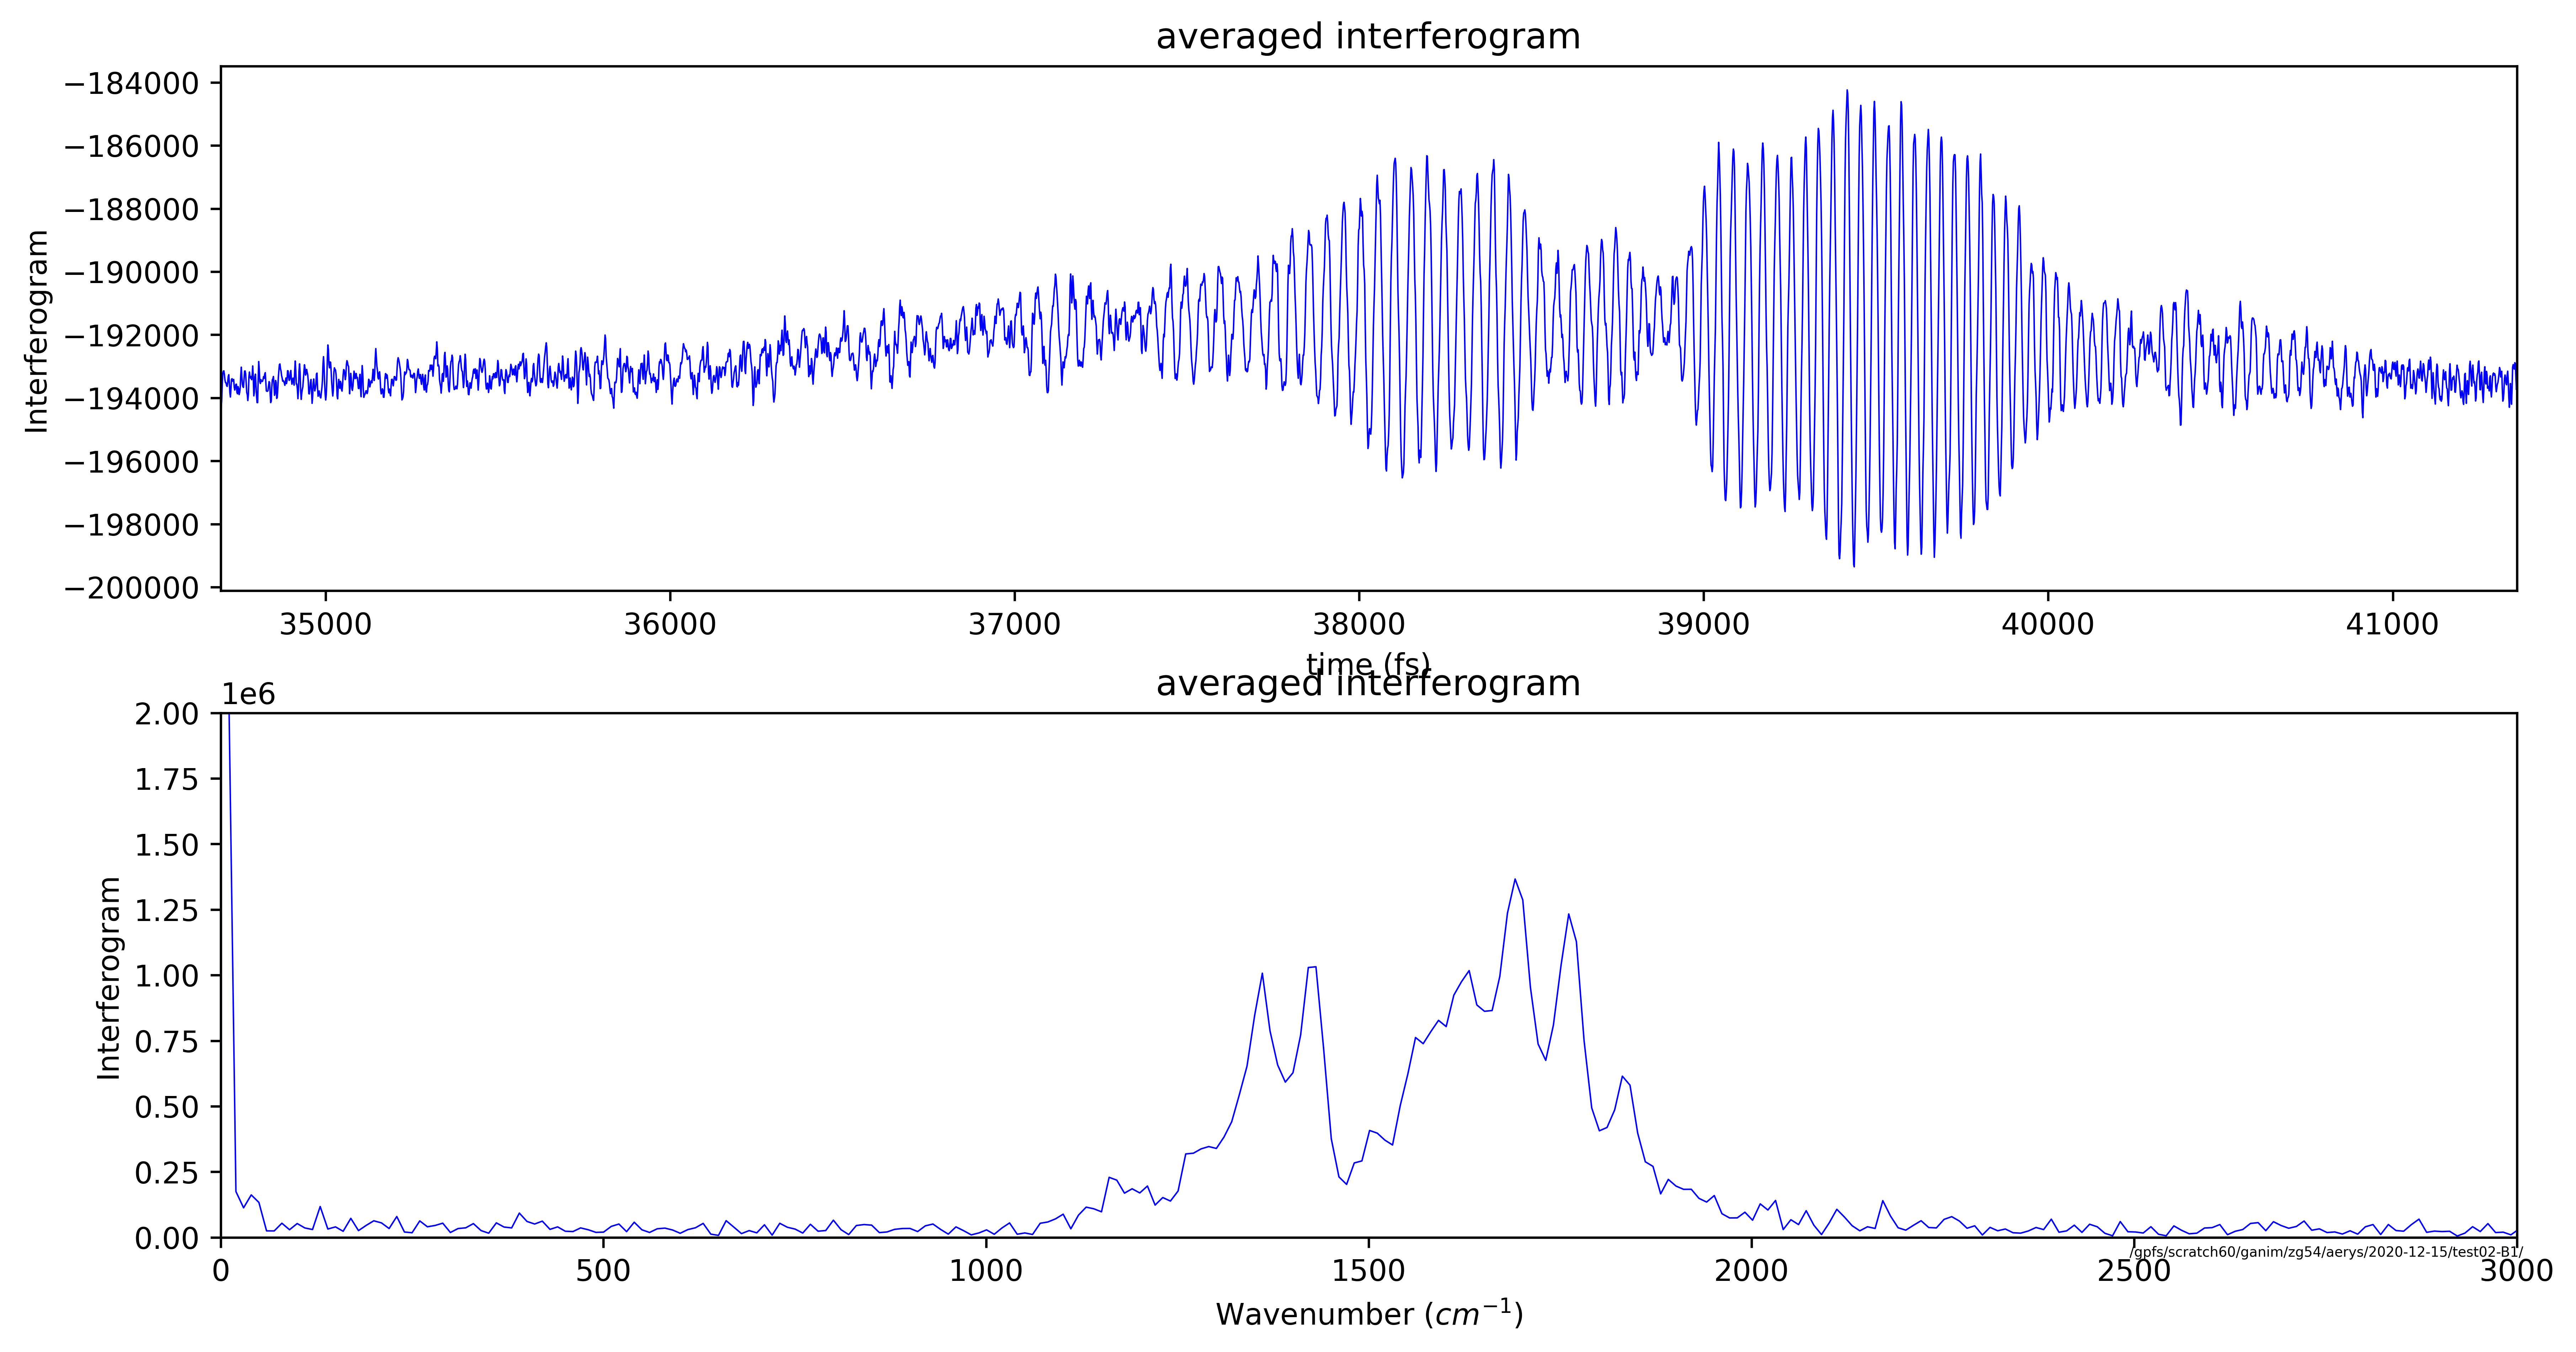 averaged interferogram
−184000
−186000
−188000
−190000
−192000
−194000
−196000
−198000
−200000
Interferogram
35000 36000 37000 38000 39000 40000 41000
time (fs)
averaged interferogram
1e6
2.00
1.75
1.50
1.25
1.00
0.75
0.50
0.25
0.00
Interferogram
/gpfs/scratch60/ganim/zg54/aerys/2020-12-15/test02-B1/
0 500 1000 1500 2000 2500 3000
Wavenumber (cm⁻¹)